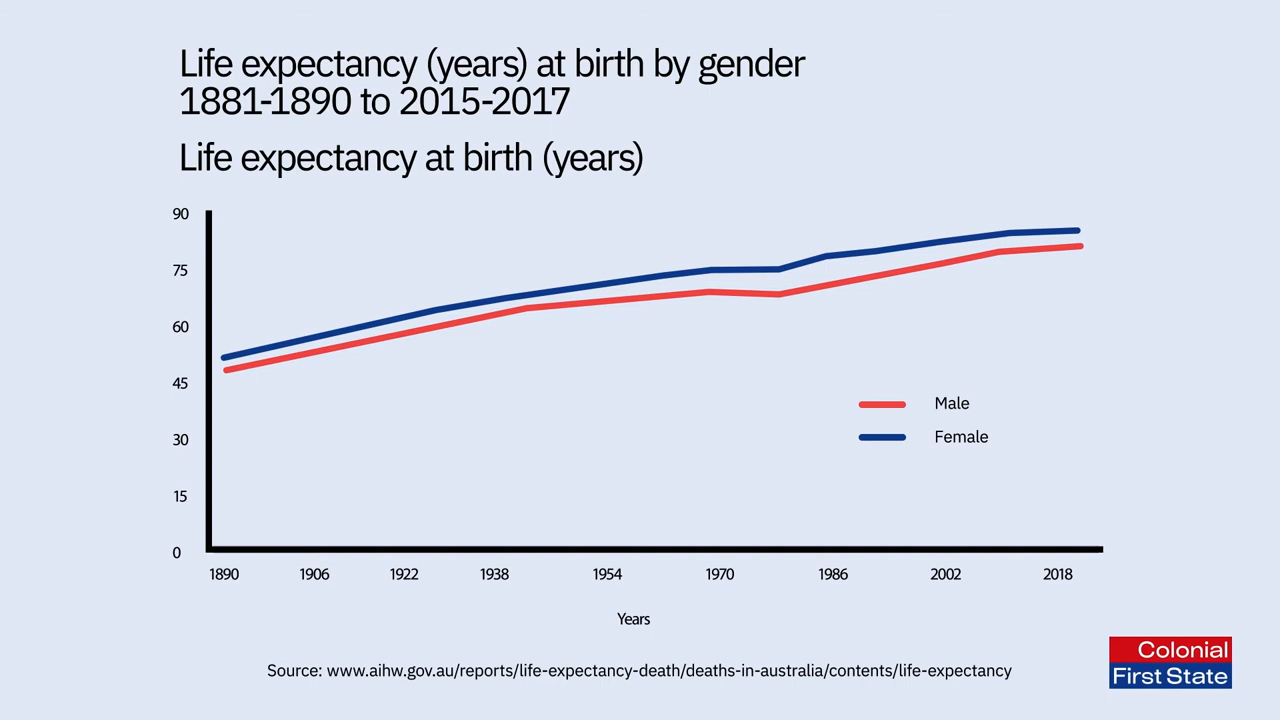 Life expectancy (years) at birth by gender
1881-1890 to 2015-2017
Life expectancy at birth (years)
90
75
60
45
30
15
0
Male
Female
1890 1906 1922 1938 1954 1970 1986 2002 2018
Years
Source: www.aihw.gov.au/reports/life-expectancy-death/deaths-in-australia/contents/life-expectancy
Colonial
First State